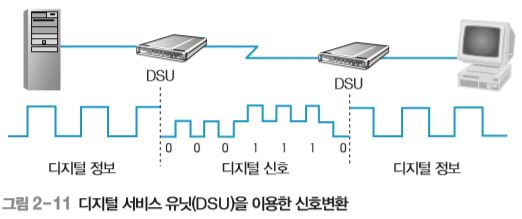 DSU
DSU
0 0 0 1 1 1 0
디지털 정보 디지털 신호 디지털 정보
그림 2-11 디지털 서비스 유닛(DSU)을 이용한 신호변환